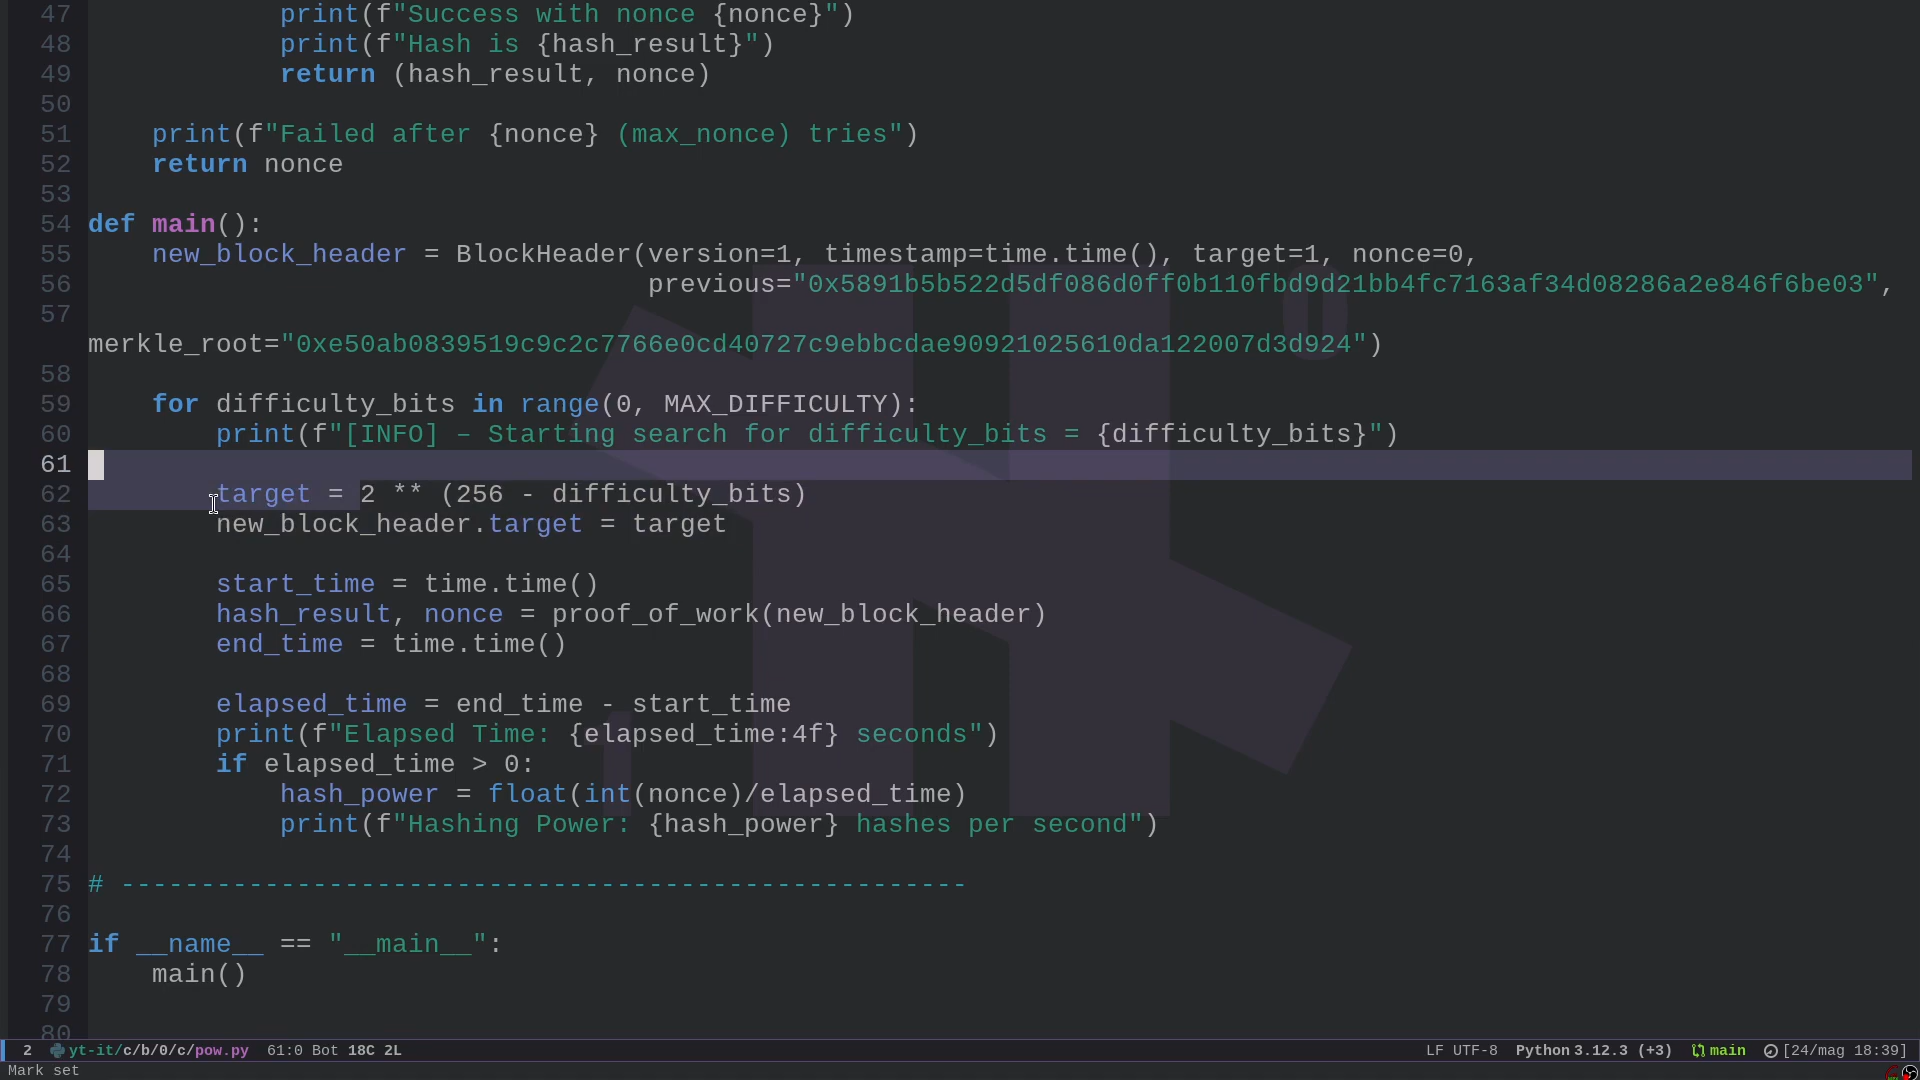 47 print(f"Success with nonce {nonce}")
48 print(f"Hash is {hash_result}")
49 return (hash_result, nonce)
50
51 print(f"Failed after {nonce} (max_nonce) tries")
52 return nonce
53
54 def main():
55 new_block_header = BlockHeader(version=1, timestamp=time.time(), target=1, nonce=0,
56 previous="0x5891b5b522d5df086d0ff0b110fbd9d21bb4fc7163af34d08286a2e846f6be03",
57
merkle_root="0xe50ab0839519c9c2c7766e0cd40727c9ebbcdae90921025610da122007d3d924")
58
59 for difficulty_bits in range(0, MAX_DIFFICULTY):
60 print(f"[INFO] – Starting search for difficulty_bits = {difficulty_bits}")
61
62 target = 2 ** (256 - difficulty_bits)
63 new_block_header.target = target
64
65 start_time = time.time()
66 hash_result, nonce = proof_of_work(new_block_header)
67 end_time = time.time()
68
69 elapsed_time = end_time - start_time
70 print(f"Elapsed Time: {elapsed_time:4f} seconds")
71 if elapsed_time > 0:
72 hash_power = float(int(nonce)/elapsed_time)
73 print(f"Hashing Power: {hash_power} hashes per second")
74
75 # -----------------------------------------------------
76
77 if __name__ == "__main__":
78 main()
79
80
2 yt-it/c/b/0/c/pow.py 61:0 Bot 18C 2L LF UTF-8 Python 3.12.3 (+3) main [24/mag 18:39]
Mark set